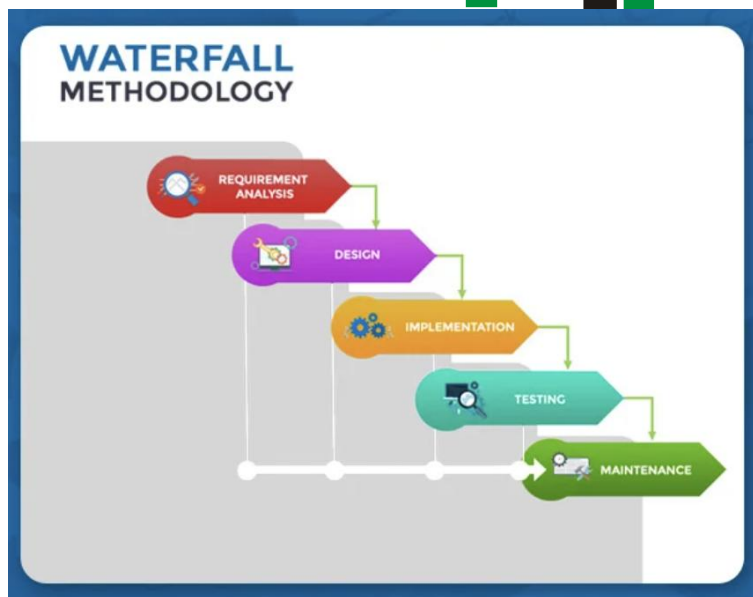 WATERFALL
METHODOLOGY
REQUIREMENT
ANALYSIS
DESIGN
IMPLEMENTATION
TESTING
MAINTENANCE